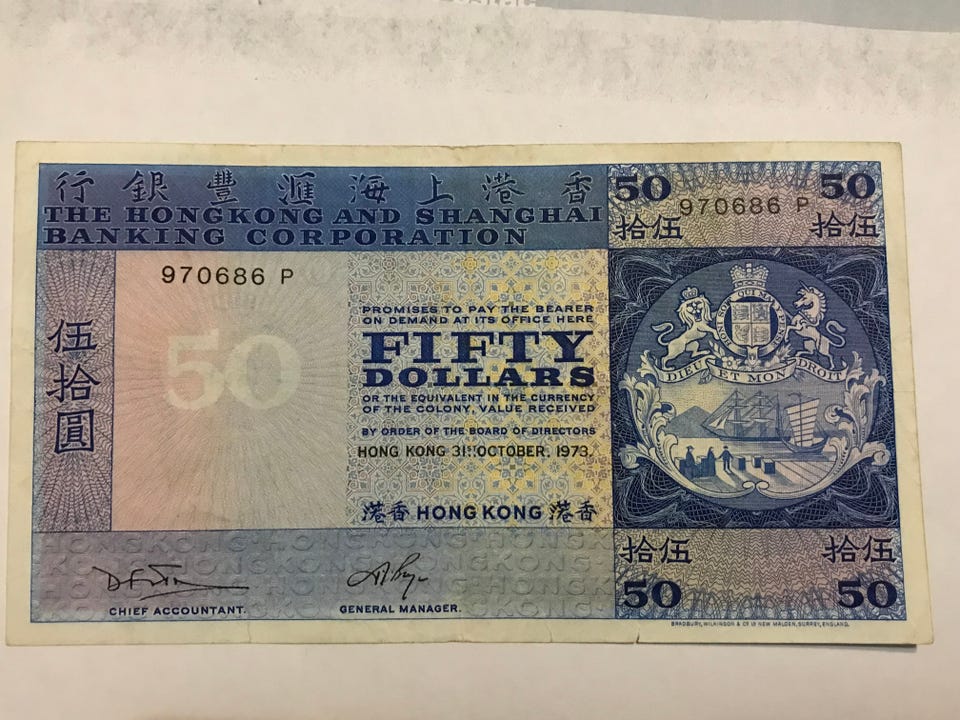 香港上海滙豐銀行
THE HONGKONG AND SHANGHAI
BANKING CORPORATION
50 50
970686 P
伍拾 伍拾
970686 P
50
伍拾圓
PROMISES TO PAY THE BEARER
ON DEMAND AT ITS OFFICE HERE
FIFTY
DOLLARS
OR THE EQUIVALENT IN THE CURRENCY
OF THE COLONY, VALUE RECEIVED
BY ORDER OF THE BOARD OF DIRECTORS
HONG KONG 31ST OCTOBER, 1973.
香港 HONG KONG 香港
DIEU ET MON DROIT
伍拾 伍拾
50 50
CHIEF ACCOUNTANT.
GENERAL MANAGER.
BRADBURY, WILKINSON & Cº Lº NEW MALDEN, SURREY, ENGLAND.